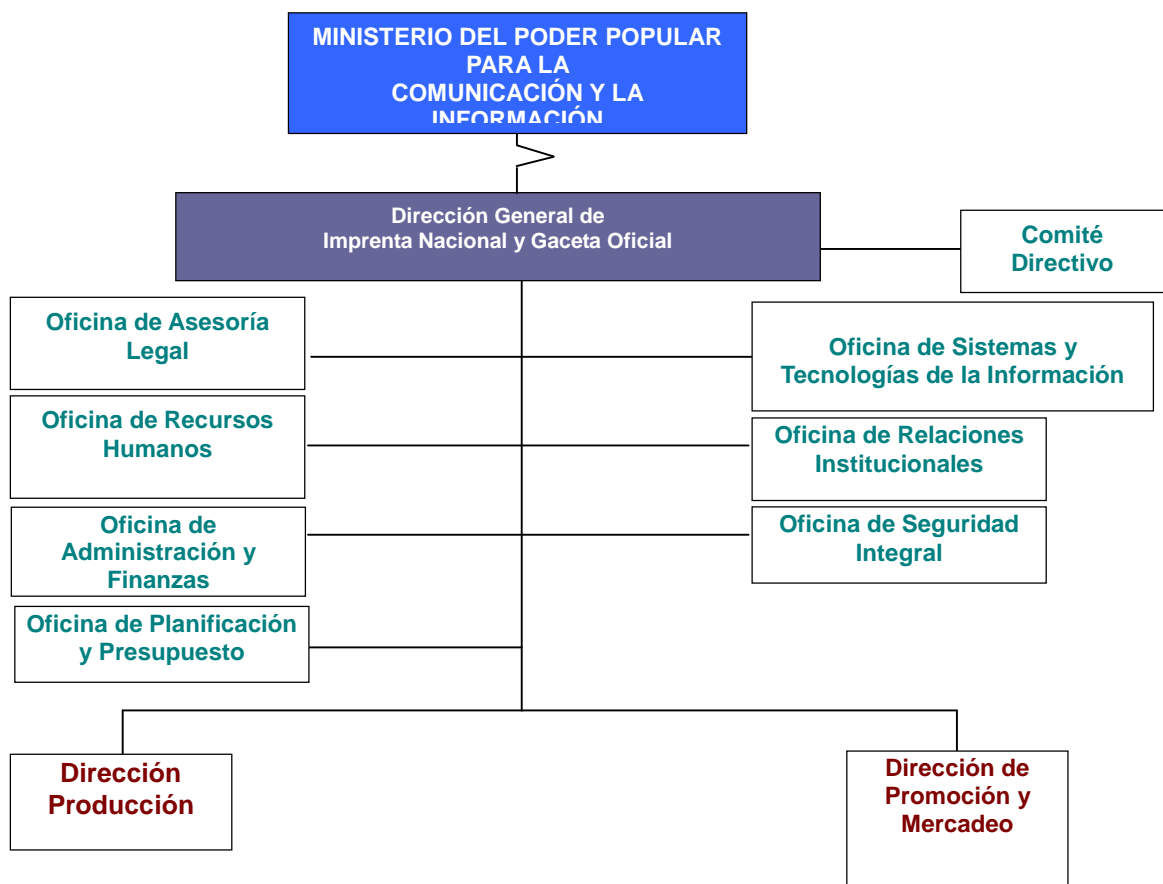 MINISTERIO DEL PODER POPULAR
PARA LA
COMUNICACIÓN Y LA
INFORMACIÓN
Dirección General de
Imprenta Nacional y Gaceta Oficial
Comité
Directivo
Oficina de Asesoría
Legal
Oficina de Sistemas y
Tecnologías de la Información
Oficina de Recursos
Humanos
Oficina de Relaciones
Institucionales
Oficina de
Administración y
Finanzas
Oficina de Seguridad
Integral
Oficina de Planificación
y Presupuesto
Dirección
Producción
Dirección de
Promoción y
Mercadeo